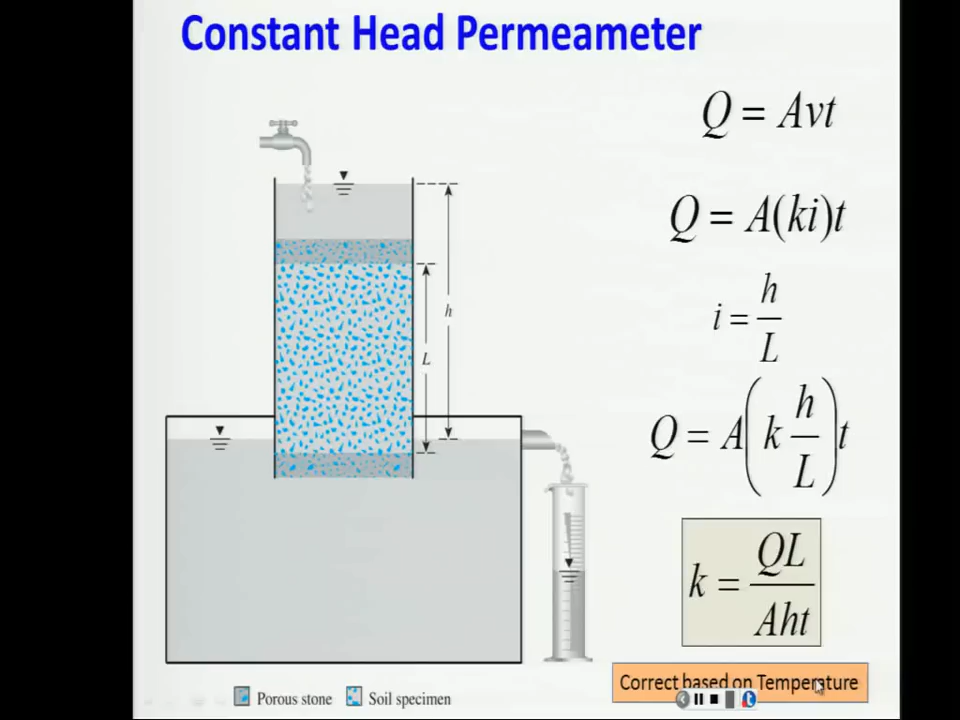 Constant Head Permeameter
Q = Avt
Q = A(ki)t
i = h/L
h
L
Q = A(k h/L)t
k = QL/Aht
Correct based on Temperature
Porous stone
Soil specimen